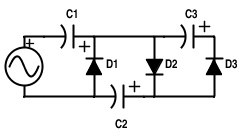 C1 C3
+ + +
D1 D2 D3
+
C2